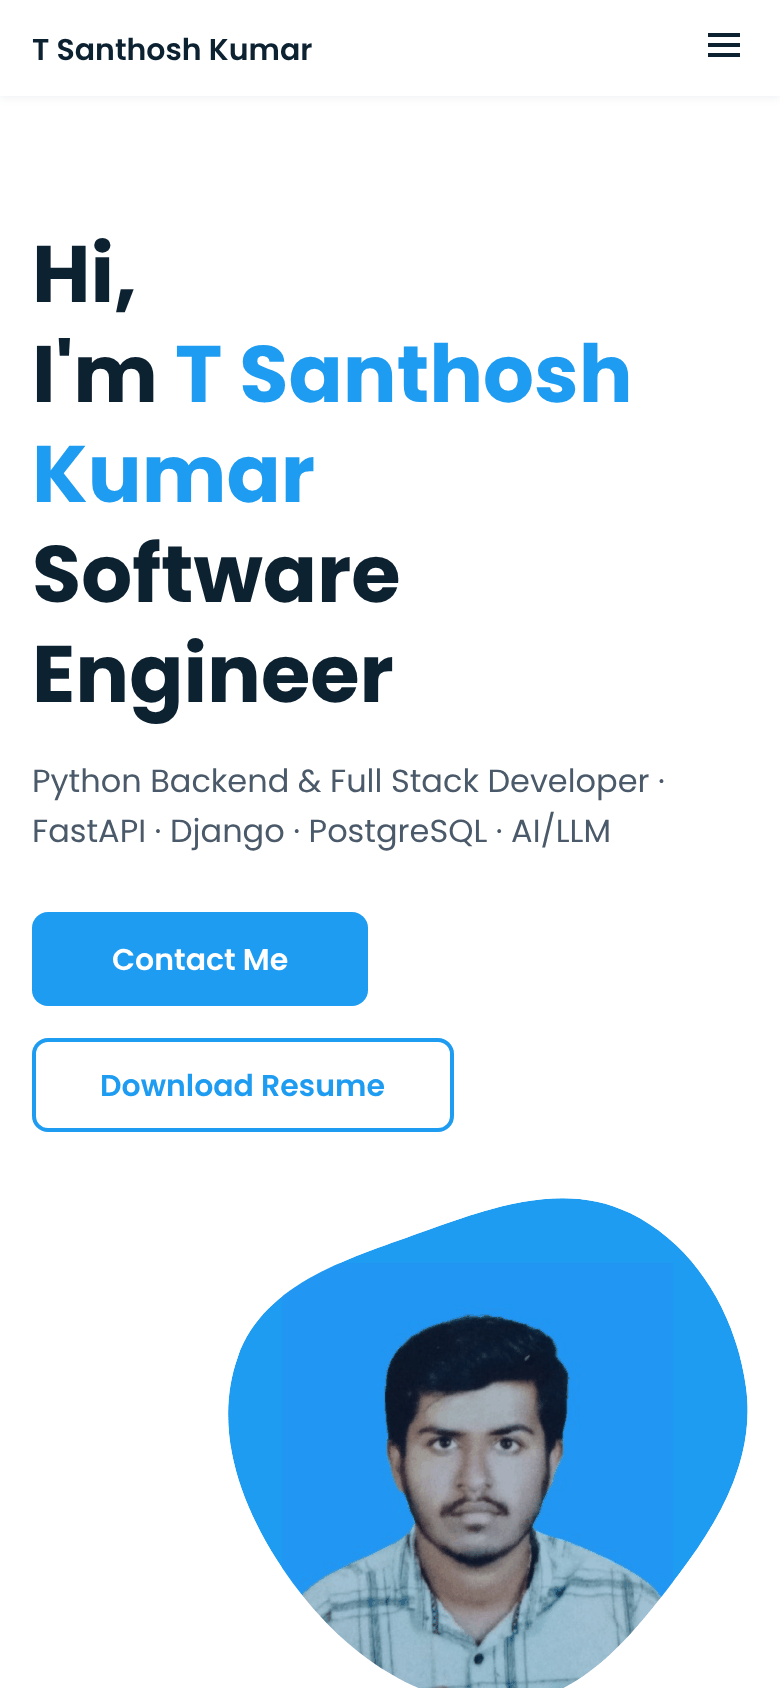 T Santhosh Kumar
Hi,
I'm T Santhosh
Kumar
Software
Engineer
Python Backend & Full Stack Developer ·
FastAPI · Django · PostgreSQL · AI/LLM
Contact Me
Download Resume